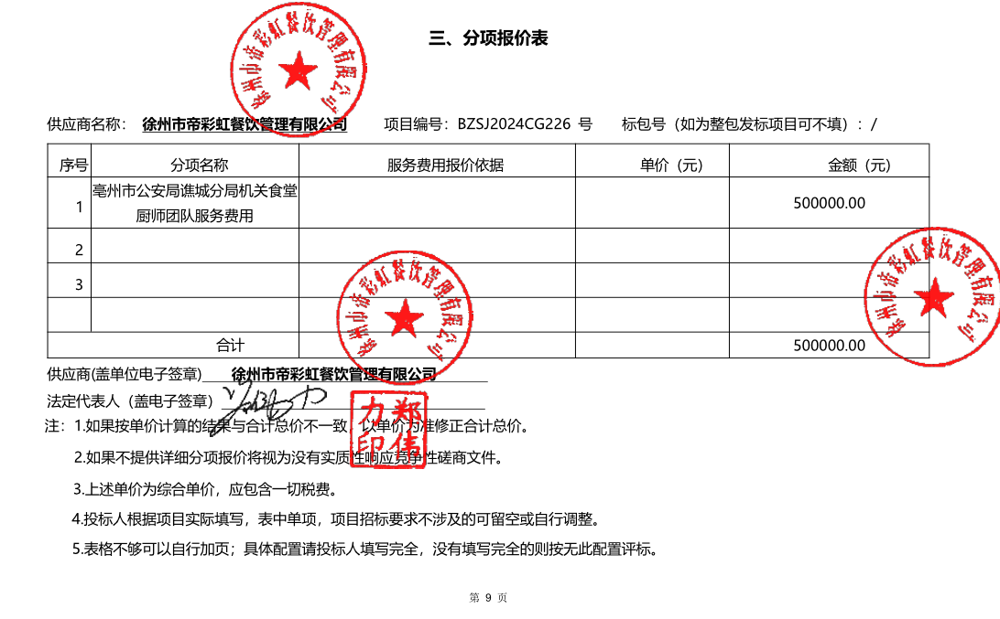 三、分项报价表
徐州市帝彩虹餐饮管理有限公司
供应商名称： 徐州市帝彩虹餐饮管理有限公司 项目编号：BZSJ2024CG226 号 标包号（如为整包发标项目可不填）：/
序号 分项名称 服务费用报价依据 单价（元） 金额（元）
1 亳州市公安局谯城分局机关食堂 500000.00
厨师团队服务费用
2
3
合计 500000.00
徐州市帝彩虹餐饮管理有限公司
徐州市帝彩虹餐饮管理有限公司
供应商(盖单位电子签章) 徐州市帝彩虹餐饮管理有限公司
法定代表人（盖电子签章）
郑伟力印
注：1.如果按单价计算的结果与合计总价不一致，以单价为准修正合计总价。
2.如果不提供详细分项报价将视为没有实质性响应竞争性磋商文件。
3.上述单价为综合单价，应包含一切税费。
4.投标人根据项目实际填写，表中单项，项目招标要求不涉及的可留空或自行调整。
5.表格不够可以自行加页；具体配置请投标人填写完全，没有填写完全的则按无此配置评标。
第 9 页